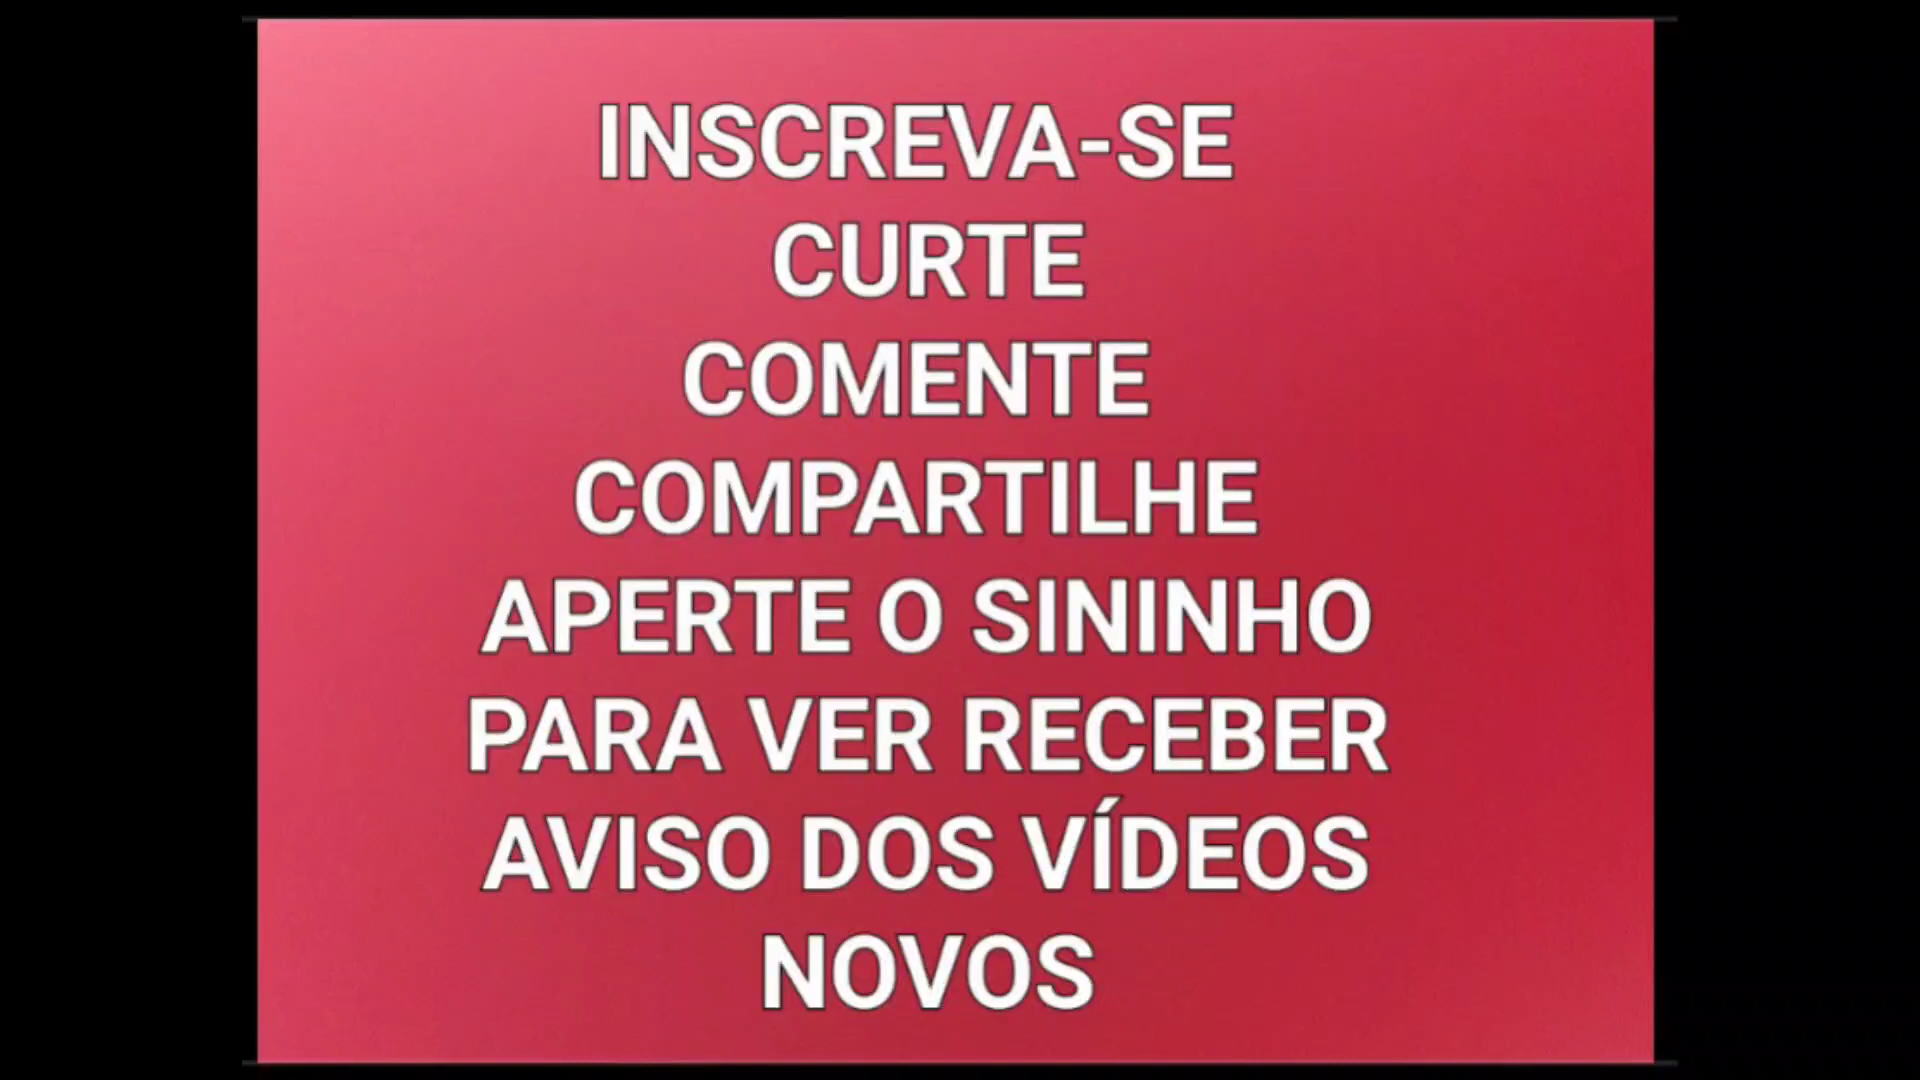 INSCREVA-SE
CURTE
COMENTE
COMPARTILHE
APERTE O SININHO
PARA VER RECEBER
AVISO DOS VÍDEOS
NOVOS